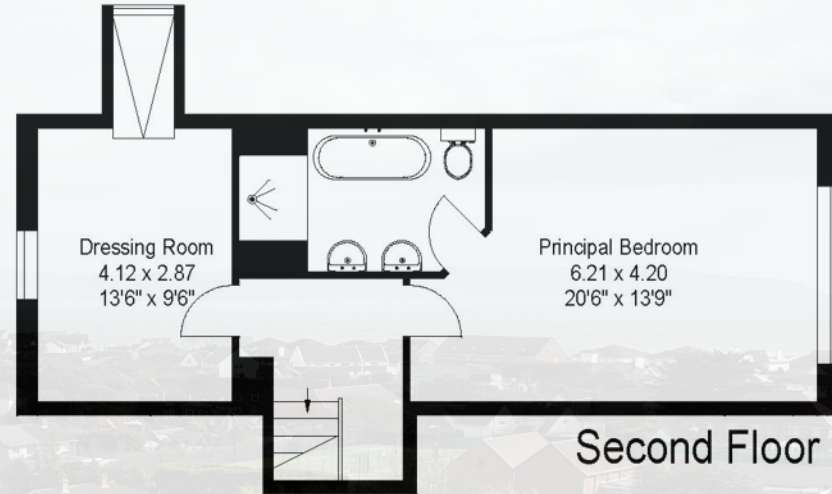 Dressing Room
4.12 x 2.87
13'6" x 9'6"
Principal Bedroom
6.21 x 4.20
20'6" x 13'9"
Second Floor